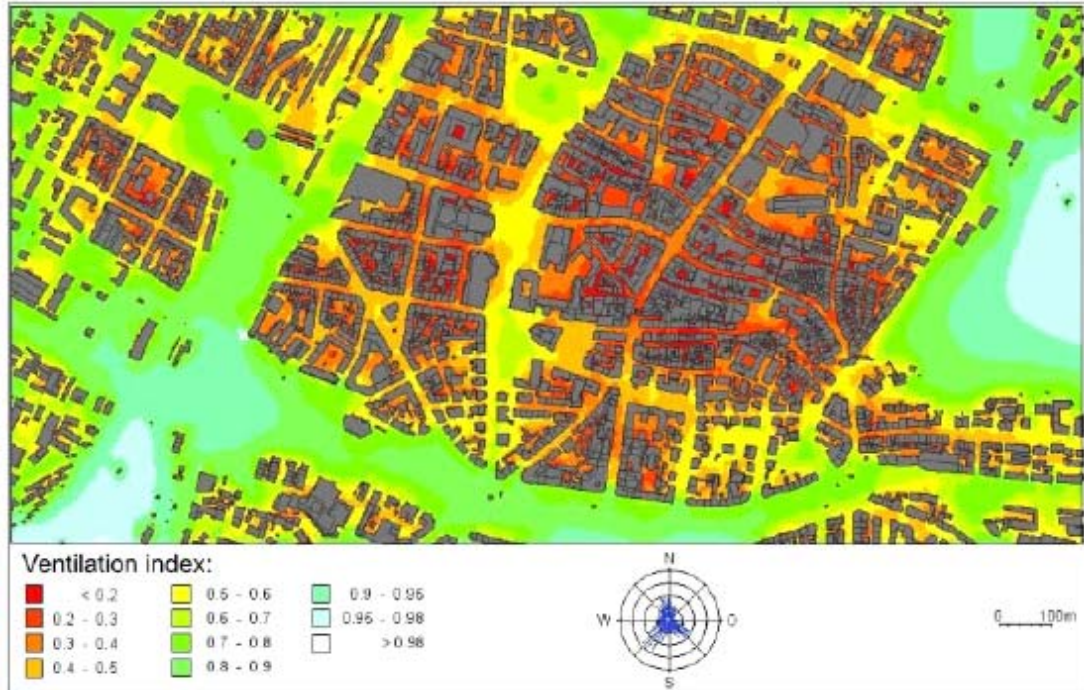 Ventilation index:
< 0.2
0.2 - 0.3
0.3 - 0.4
0.4 - 0.5
0.5 - 0.6
0.6 - 0.7
0.7 - 0.8
0.8 - 0.9
0.9 - 0.95
0.95 - 0.98
> 0.98
N
W
O
S
0 100m